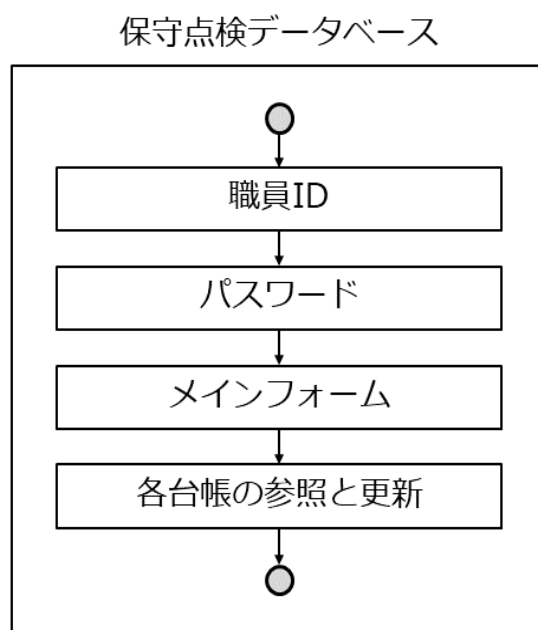 保守点検データベース
職員ID
パスワード
メインフォーム
各台帳の参照と更新